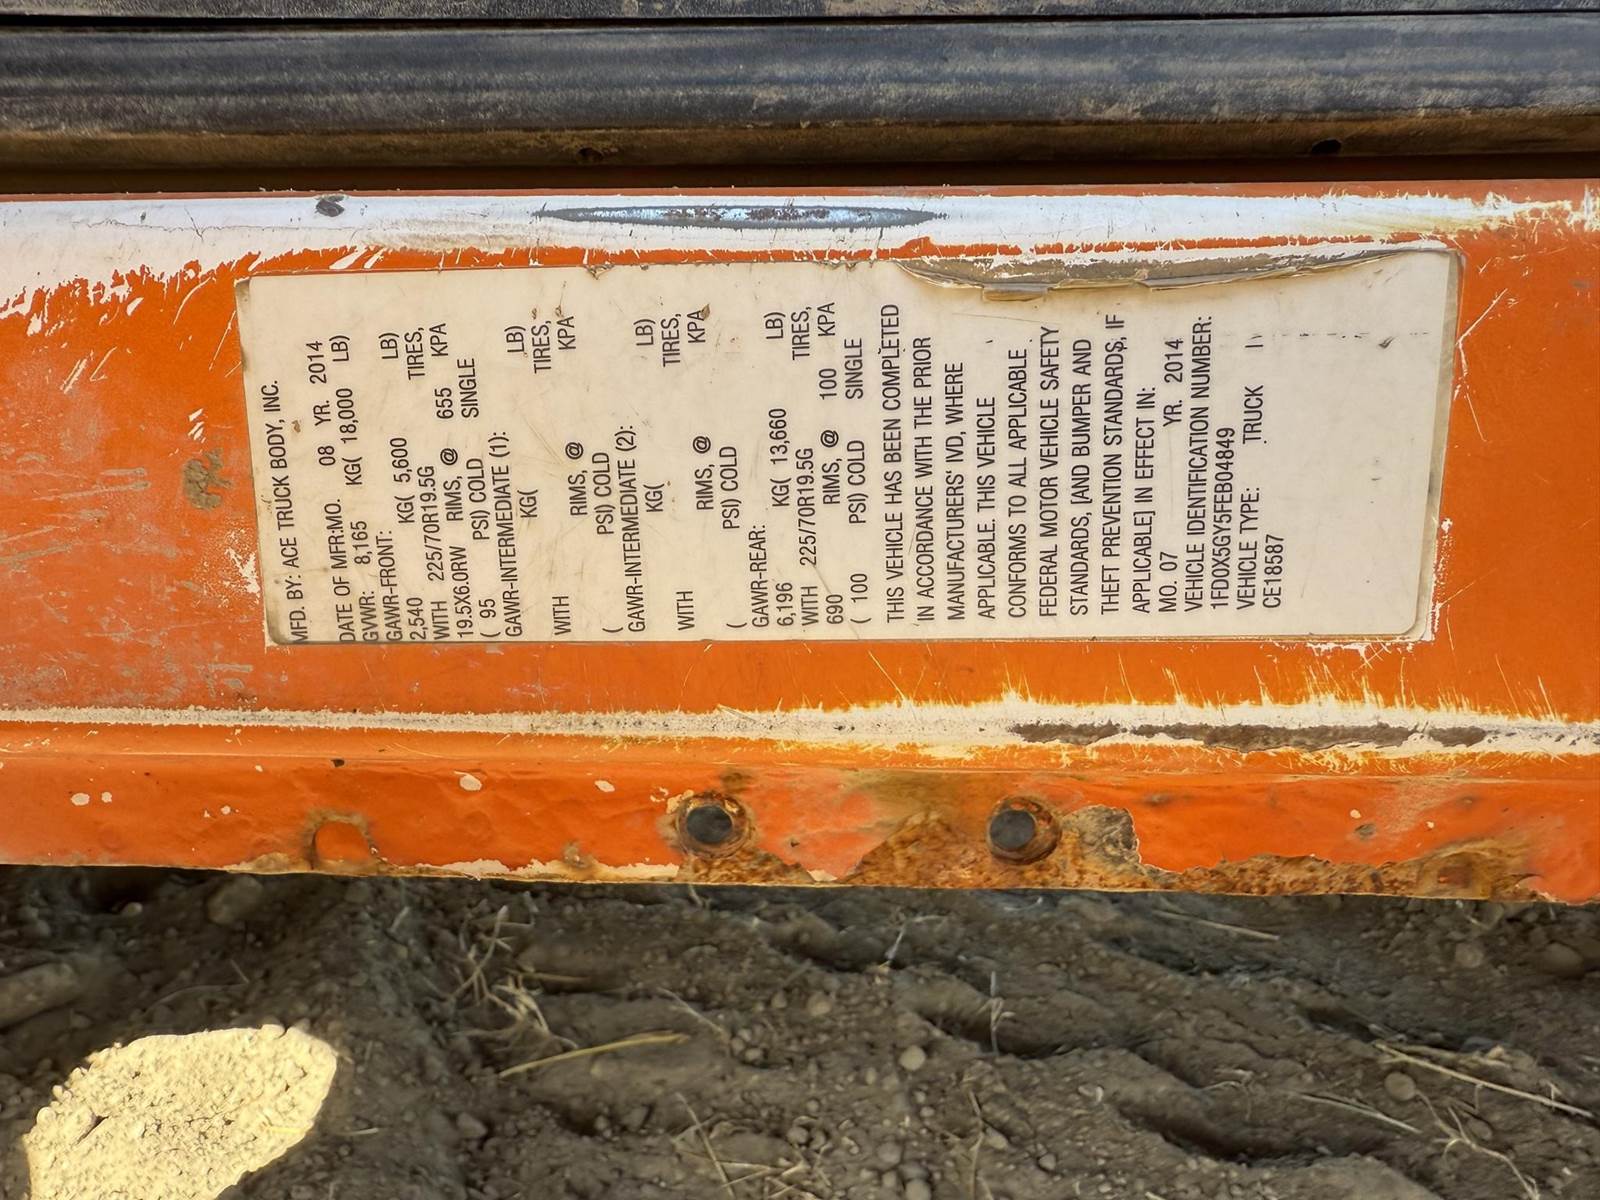 MFD. BY: ACE TRUCK BODY, INC.
DATE OF MFR:MO. 08 YR. 2014
GVWR: 8,165 KG( 18,000 LB)
GAWR-FRONT:
2,540 KG( 5,600 LB)
WITH 225/70R19.5G TIRES,
19.5X6.0RW RIMS, @ 655 KPA
( 95 PSI) COLD SINGLE
GAWR-INTERMEDIATE (1):
KG( LB)
WITH TIRES,
RIMS, @ KPA
( PSI) COLD
GAWR-INTERMEDIATE (2):
KG( LB)
WITH TIRES,
RIMS, @ KPA
( PSI) COLD
GAWR-REAR:
6,196 KG( 13,660 LB)
WITH 225/70R19.5G TIRES,
690 RIMS, @ 100 KPA
( 100 PSI) COLD SINGLE
THIS VEHICLE HAS BEEN COMPLETED
IN ACCORDANCE WITH THE PRIOR
MANUFACTURERS' IVD, WHERE
APPLICABLE. THIS VEHICLE
CONFORMS TO ALL APPLICABLE
FEDERAL MOTOR VEHICLE SAFETY
STANDARDS, [AND BUMPER AND
THEFT PREVENTION STANDARDS, IF
APPLICABLE] IN EFFECT IN:
MO. 07 YR. 2014
VEHICLE IDENTIFICATION NUMBER:
1FD0X5GY5FEB04849
VEHICLE TYPE: TRUCK
CE18587